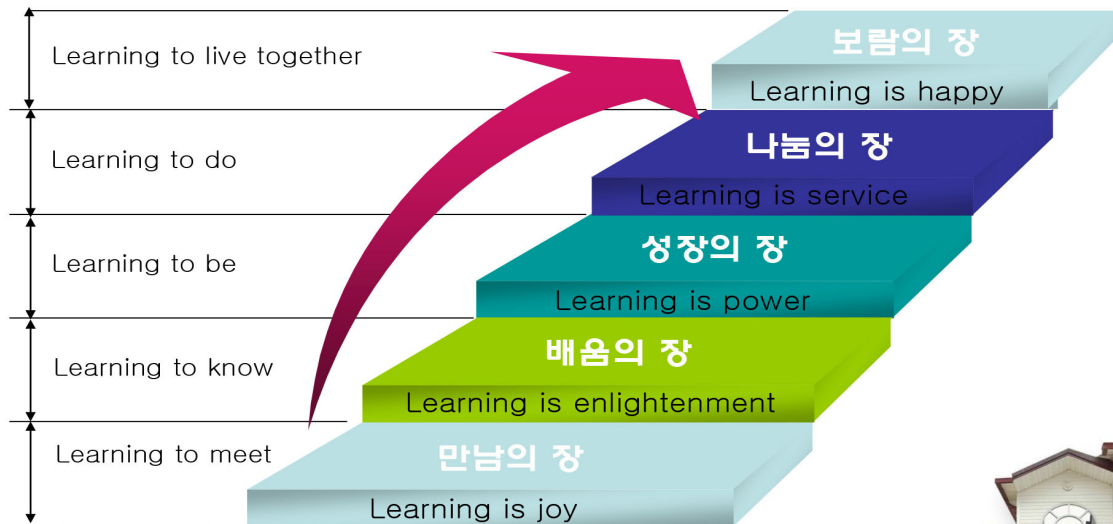 Learning to live together
보람의 장
Learning is happy
Learning to do
나눔의 장
Learning is service
Learning to be
성장의 장
Learning is power
Learning to know
배움의 장
Learning is enlightenment
Learning to meet
만남의 장
Learning is joy